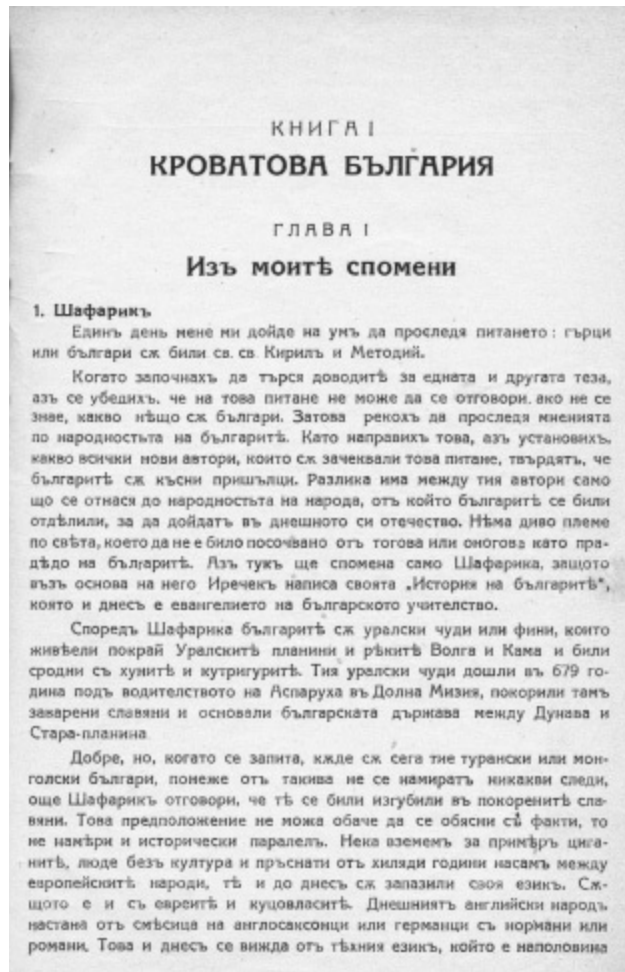 КНИГА I
КРОВАТОВА БЪЛГАРИЯ
ГЛАВА I
Изъ моитѣ спомени
1. Шафарикъ
Единъ день мене ми дойде на умъ да проследя питането: гърци
или българи сѫ били св. св. Кирилъ и Методий.
Когато започнахъ да търся доводитѣ за едната и другата теза,
азъ се убедихъ, че на това питане не може да се отговори, ако не се
знае, какво нѣщо сѫ българи. Затова рекохъ да проследя мненията
по народностьта на българитѣ. Като направихъ това, азъ установихъ,
какво всички нови автори, които сѫ зачеквали това питане, твърдятъ, че
българитѣ сѫ късни пришълци. Разлика има между тия автори само
що се отнася до народностьта на народа, отъ който българитѣ се били
отдѣлили, за да дойдатъ въ днешното си отечество. Нѣма диво племе
по свѣта, което да не е било посочвано отъ тогова или оногова като пра-
дѣдо на българитѣ. Азъ тукъ ще спомена само Шафарика, защото
възъ основа на него Иречекъ написа своята „История на българитѣ",
която и днесъ е евангелието на българското учителство.
Споредъ Шафарика българитѣ сѫ уралски чуди или фини, които
живѣели покрай Уралскитѣ планини и рѣкитѣ Волга и Кама и били
сродни съ хунитѣ и кутригуритѣ. Тия уралски чуди дошли въ 679 го-
дина подъ водителството на Аспаруха въ Долна Мизия, покорили тамъ
заварени славяни и основали българската държава между Дунава и
Стара-планина
Добре, но, когато се запита, кѫде сѫ сега тие турански или мон-
голски българи, понеже отъ такива не се намиратъ никакви следи,
още Шафарикъ отговори, че тѣ се били изгубили въ покоренитѣ сла-
вяни. Това предположение не можа обаче да се обясни съ факти, то
не намѣри и исторически паралелъ. Нека вземемъ за примѣръ цига-
нитѣ, люде безъ култура и пръснати отъ хиляди години насамъ между
европейскитѣ народи, тѣ и до днесъ сѫ запазили своя езикъ. Сѫ-
щото е и съ евреитѣ и куцовласитѣ. Днешниятъ английски народъ
настана отъ смѣсица на англосаксонци или германци съ нормани или
романи. Това и днесъ се вижда отъ тѣхния езикъ, който е наполовина